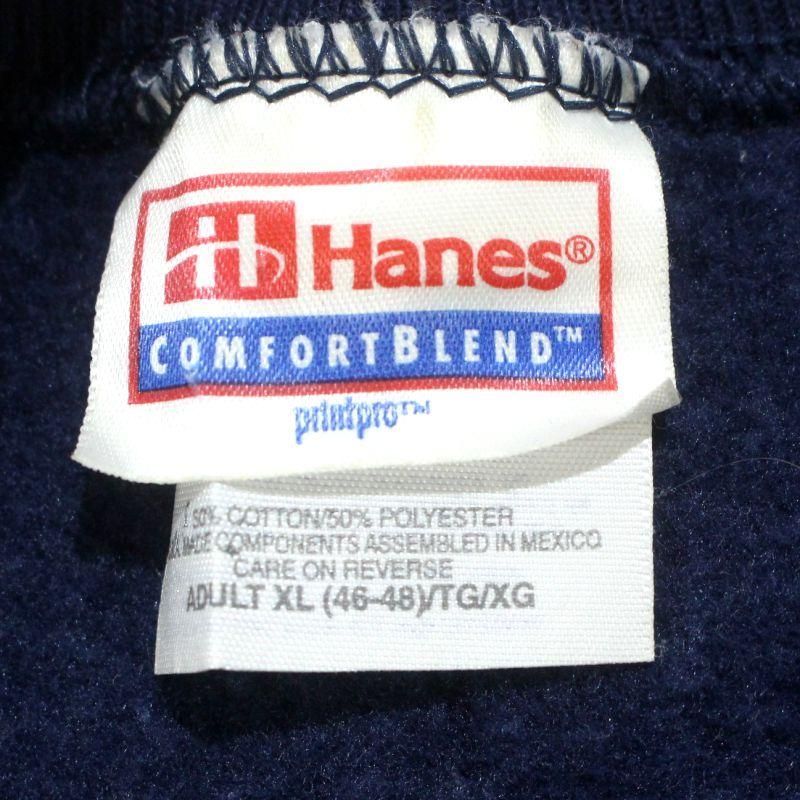 H Hanes®
COMFORTBLEND™
printpro™
50% COTTON/50% POLYESTER
MADE COMPONENTS ASSEMBLED IN MEXICO
CARE ON REVERSE
ADULT XL (46-48)/TG/XG